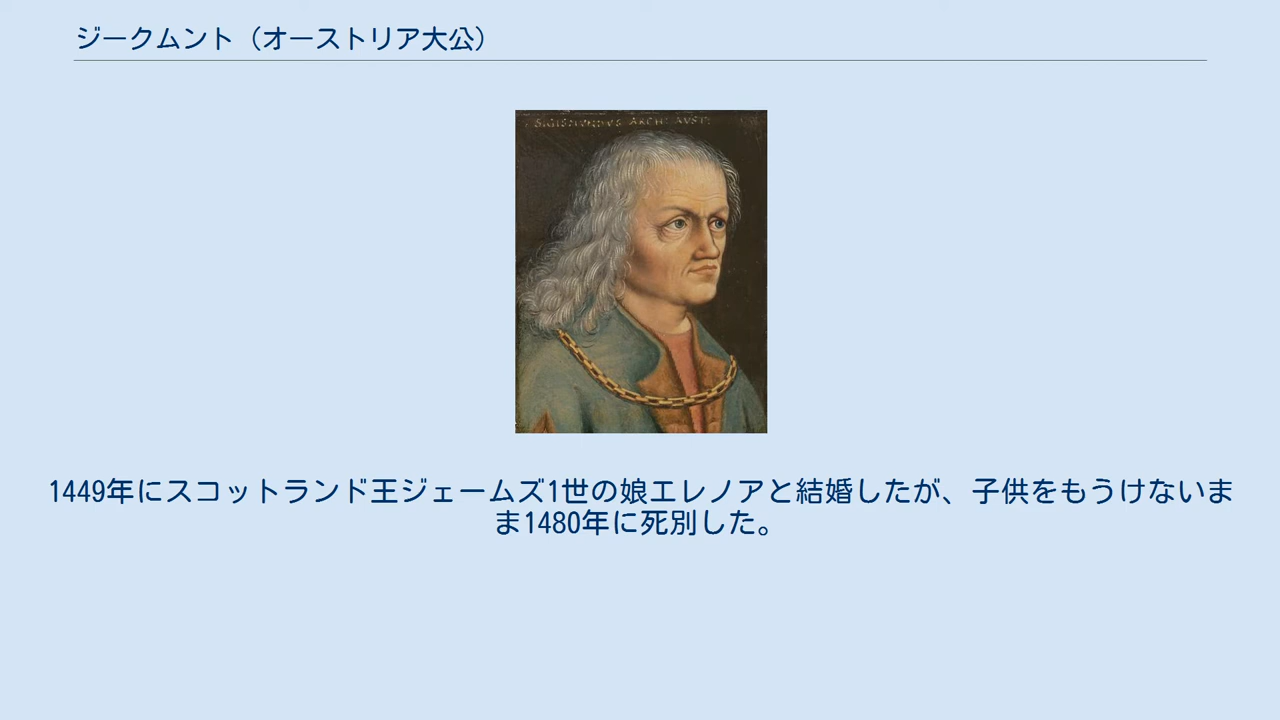 ジークムント（オーストリア大公）
SIGISMVNDVS ARCH: AVST:
1449年にスコットランド王ジェームズ1世の娘エレノアと結婚したが、子供をもうけないま
ま1480年に死別した。